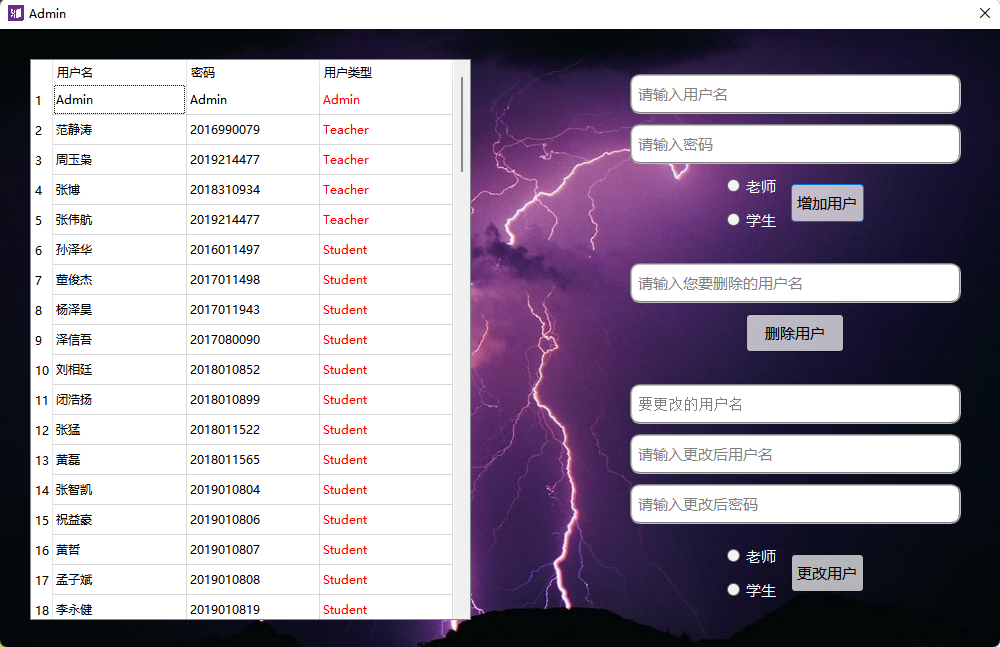 Admin
用户名 密码 用户类型
1 Admin Admin Admin
2 范静涛 2016990079 Teacher
3 周玉枭 2019214477 Teacher
4 张博 2018310934 Teacher
5 张伟航 2019214477 Teacher
6 孙泽华 2016011497 Student
7 董俊杰 2017011498 Student
8 杨泽昊 2017011943 Student
9 泽信吾 2017080090 Student
10 刘相廷 2018010852 Student
11 闭浩扬 2018010899 Student
12 张猛 2018011522 Student
13 黄磊 2018011565 Student
14 张智凯 2019010804 Student
15 祝益豪 2019010806 Student
16 黄哲 2019010807 Student
17 孟子斌 2019010808 Student
18 李永健 2019010819 Student
请输入用户名
请输入密码
老师
学生
增加用户
请输入您要删除的用户名
删除用户
要更改的用户名
请输入更改后用户名
请输入更改后密码
老师
学生
更改用户